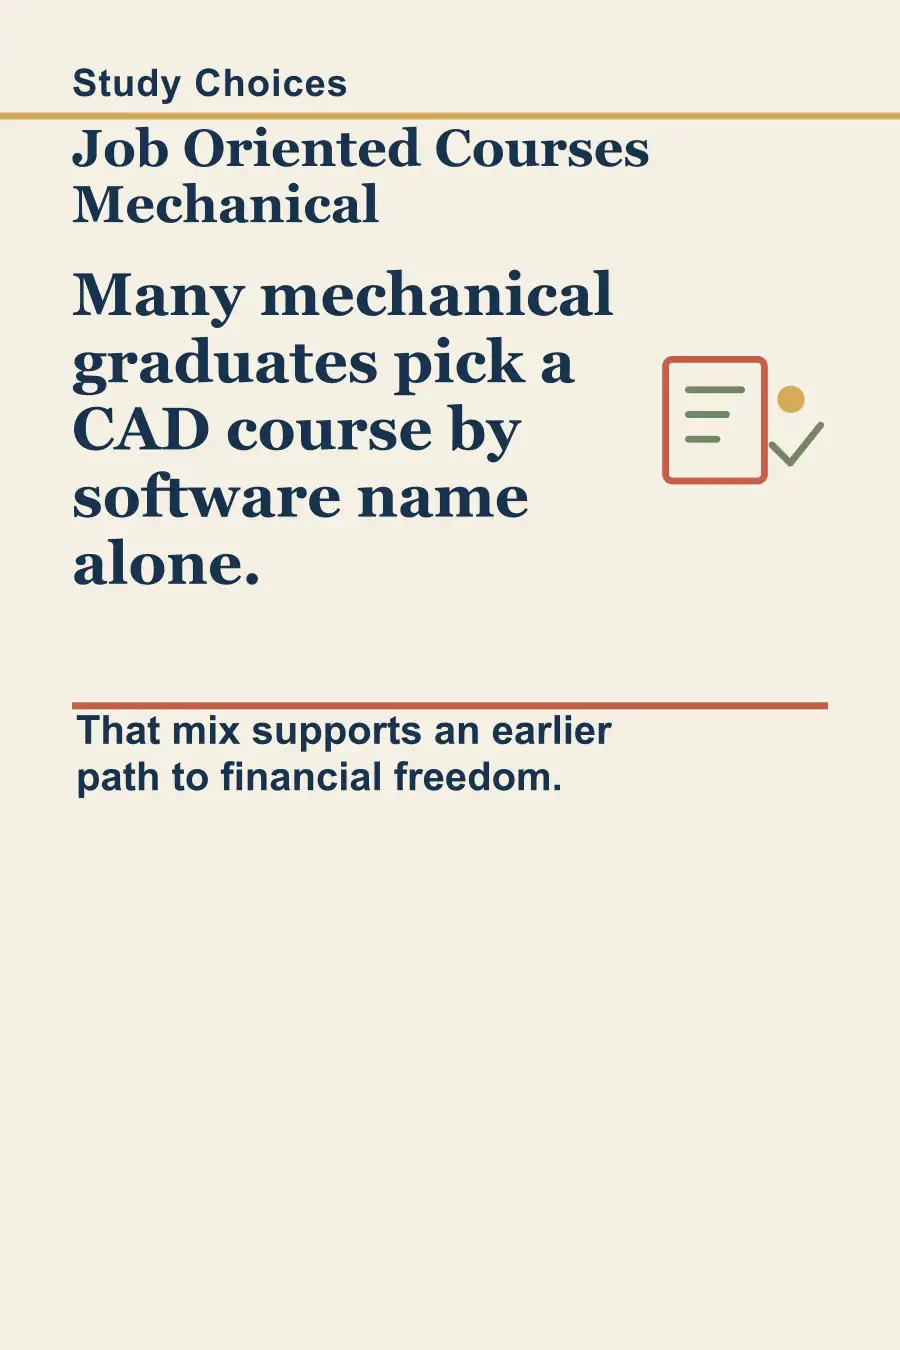 Study Choices
Job Oriented Courses
Mechanical
Many mechanical
graduates pick a
CAD course by
software name
alone.
That mix supports an earlier
path to financial freedom.